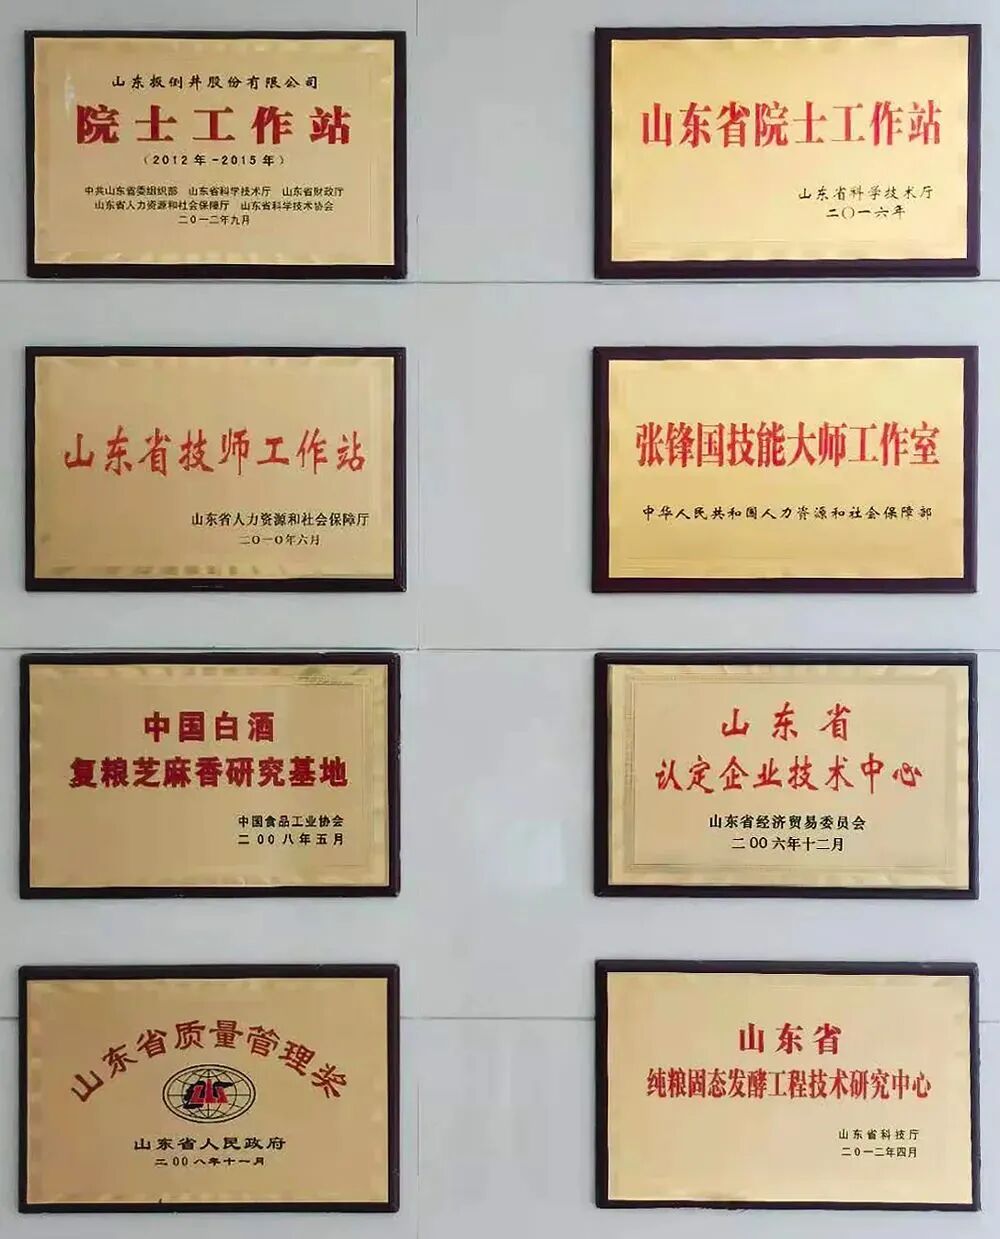 山东扳倒井股份有限公司
院士工作站
（2012年-2015年）
中共山东省委组织部 山东省科学技术厅 山东省财政厅
山东省人力资源和社会保障厅 山东省科学技术协会
二〇一二年九月
山东省院士工作站
山东省科学技术厅
二〇一六年
山东省技师工作站
山东省人力资源和社会保障厅
二〇一〇年六月
张锋国技能大师工作室
中华人民共和国人力资源和社会保障部
中国白酒
复粮芝麻香研究基地
中国食品工业协会
二〇〇八年五月
山东省
认定企业技术中心
山东省经济贸易委员会
二〇〇六年十二月
山东省质量管理奖
山东省人民政府
二〇〇八年十一月
山东省
纯粮固态发酵工程技术研究中心
山东省科技厅
二〇一二年四月